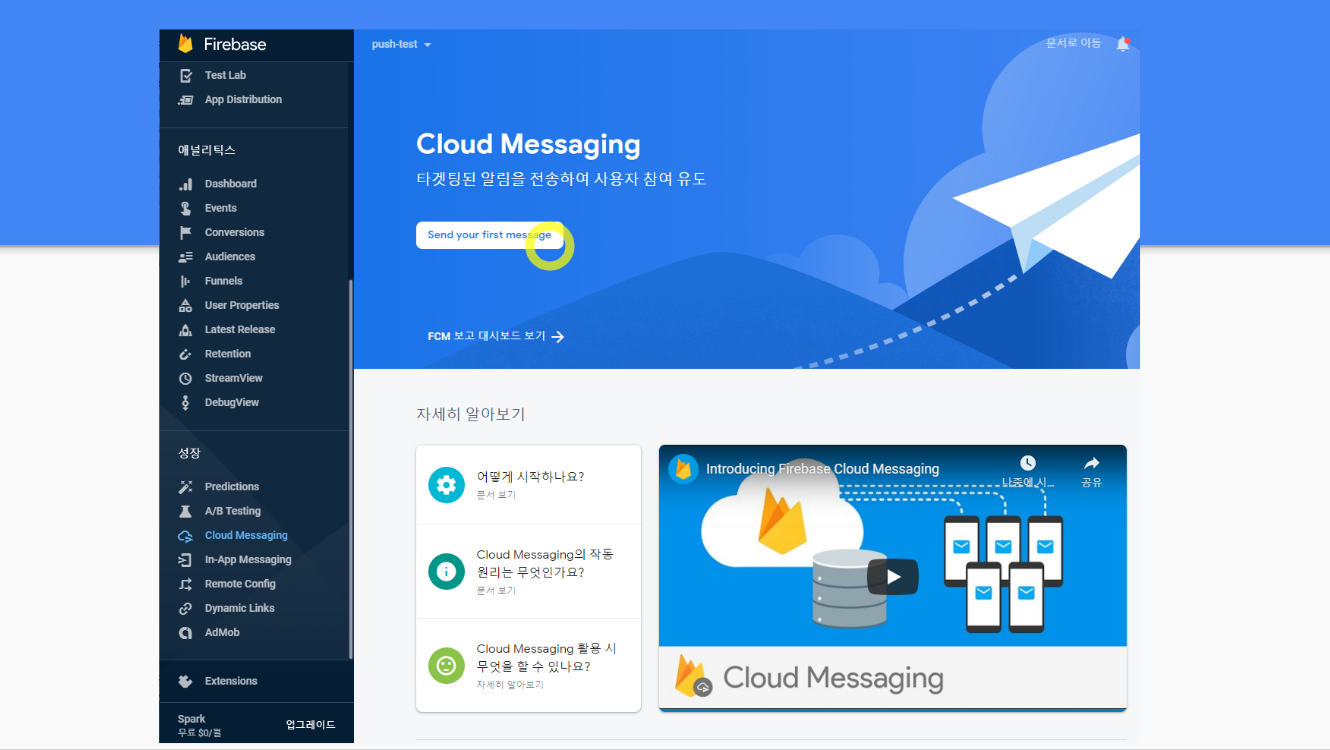 Firebase
push-test
문서로 이동
Test Lab
App Distribution
애널리틱스
Dashboard
Events
Conversions
Audiences
Funnels
User Properties
Latest Release
Retention
StreamView
DebugView
성장
Predictions
A/B Testing
Cloud Messaging
In-App Messaging
Remote Config
Dynamic Links
AdMob
Extensions
Spark
무료 $0/월
업그레이드
Cloud Messaging
타겟팅된 알림을 전송하여 사용자 참여 유도
Send your first message
FCM 보고 대시보드 보기
자세히 알아보기
어떻게 시작하나요?
문서 보기
Cloud Messaging의 작동
원리는 무엇인가요?
문서 보기
Cloud Messaging 활용 시
무엇을 할 수 있나요?
자세히 알아보기
Introducing Firebase Cloud Messaging
나중에 시...
공유
Cloud Messaging